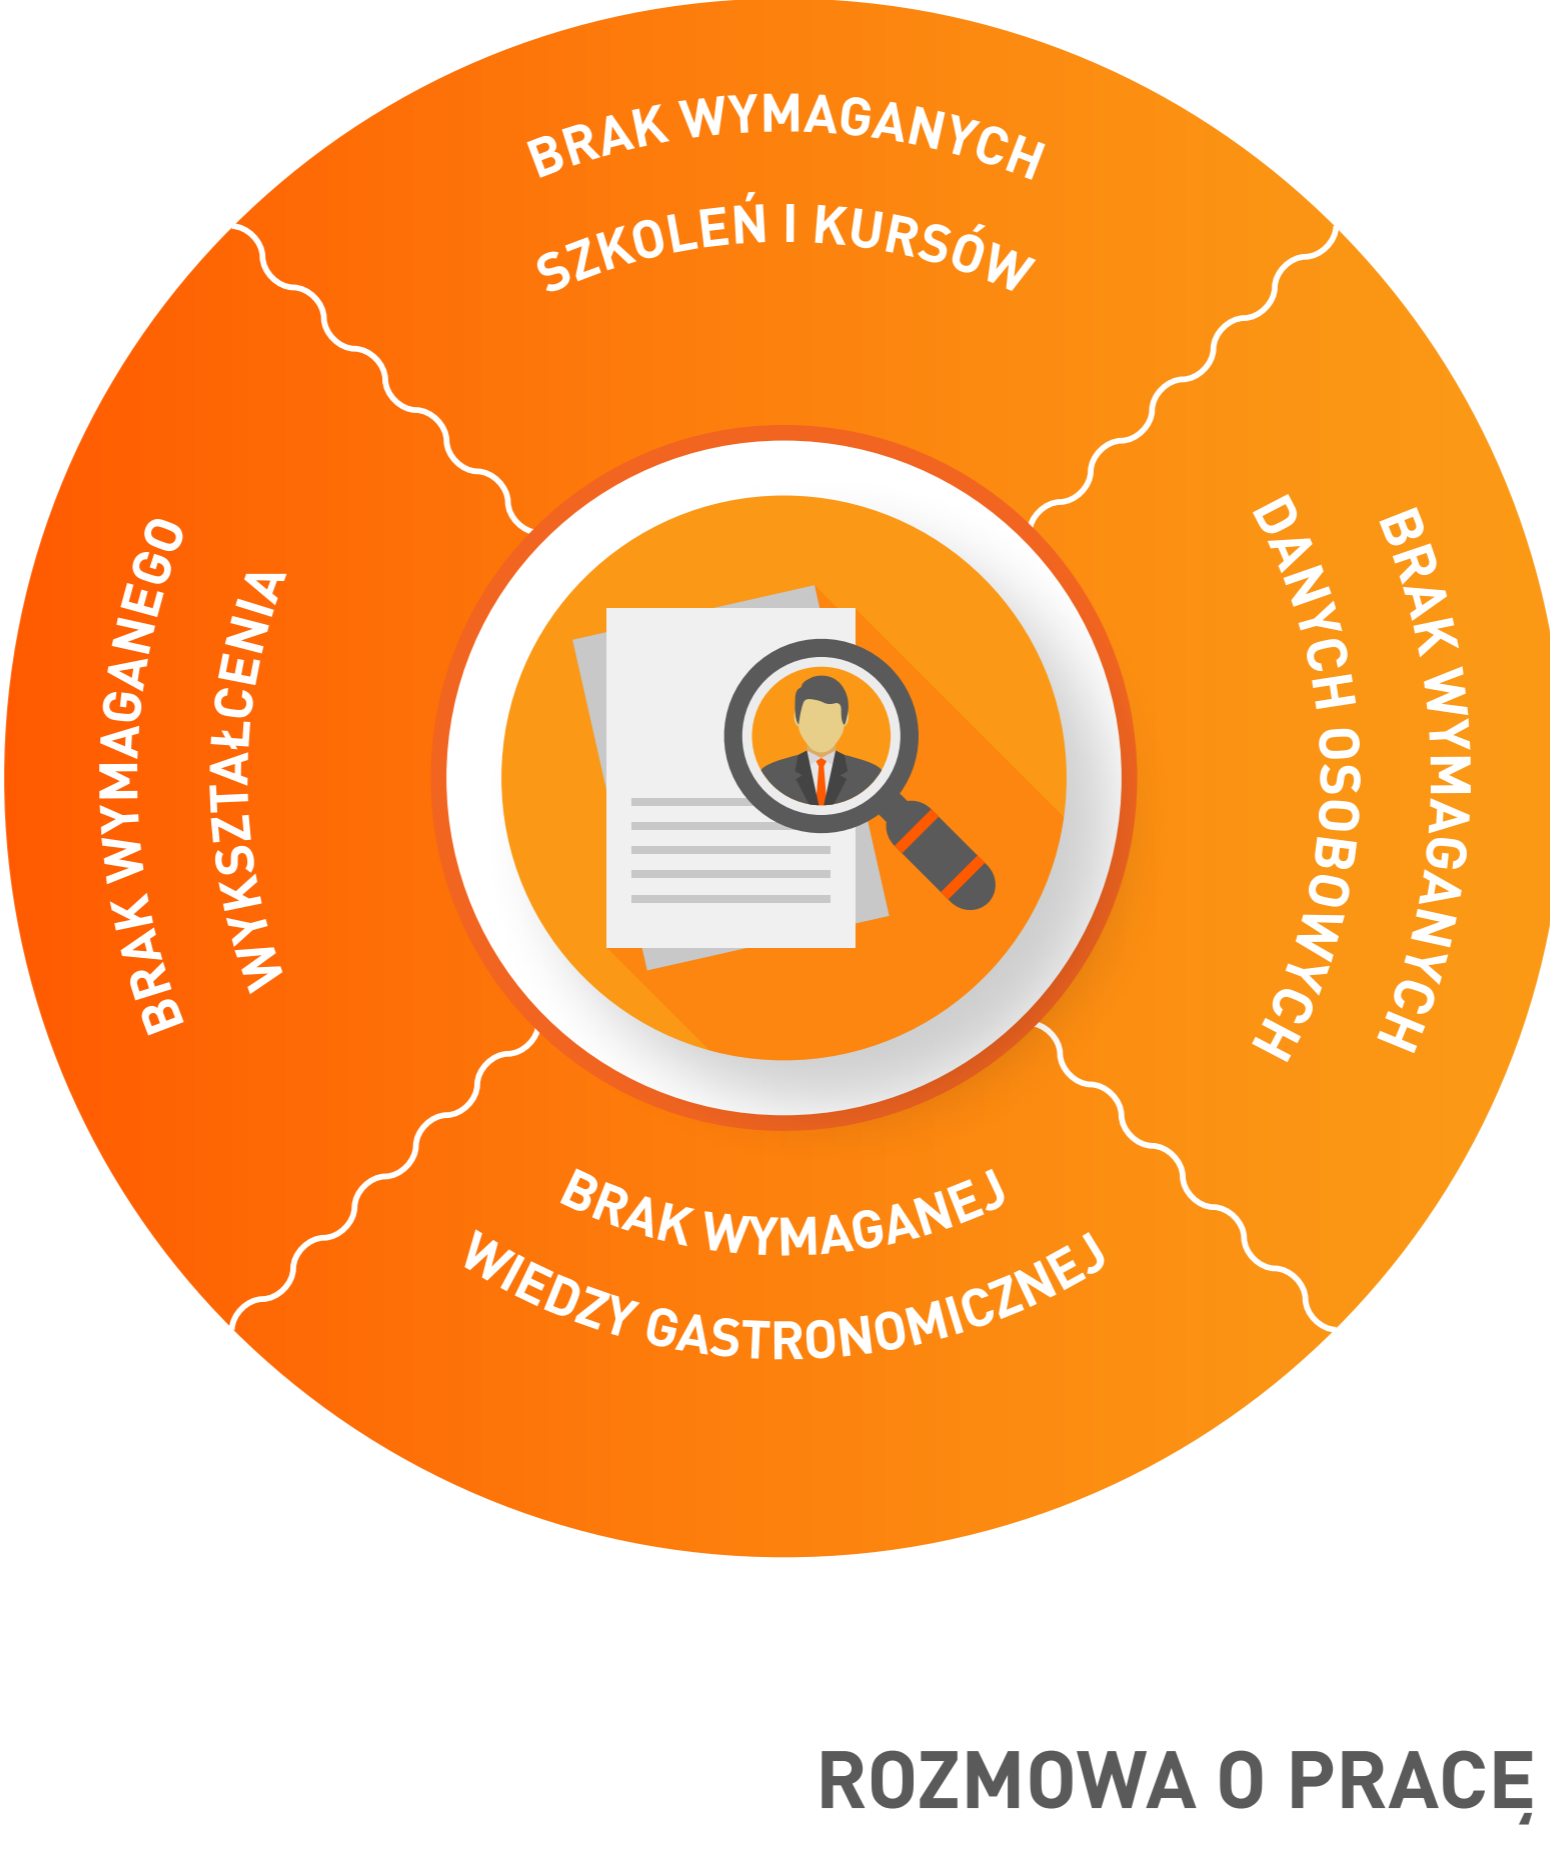 BRAK WYMAGANYCH
SZKOLEŃ I KURSÓW
BRAK WYMAGANYCH
DANYCH OSOBOWYCH
BRAK WYMAGANEJ
WIEDZY GASTRONOMICZNEJ
BRAK WYMAGANEGO
WYKSZTAŁCENIA
ROZMOWA O PRACĘ